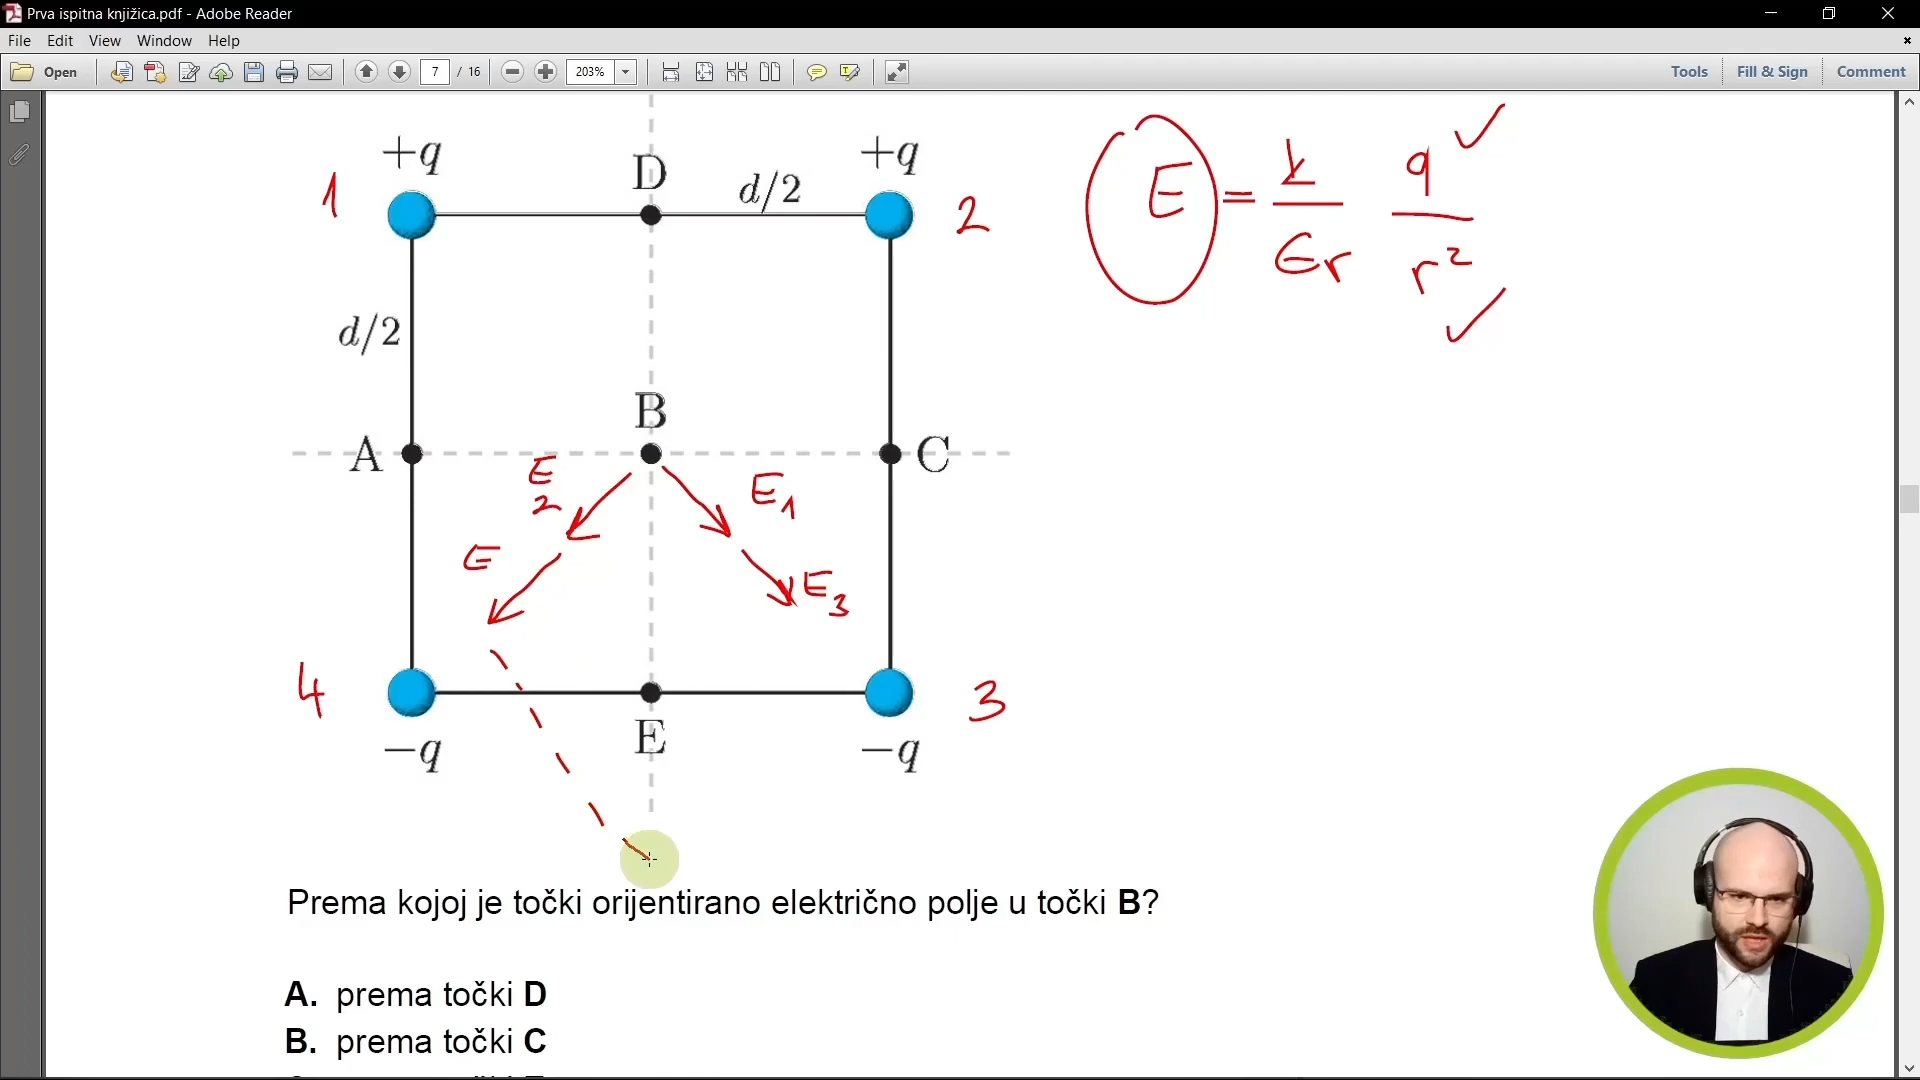 Prva ispitna knjižica.pdf - Adobe Reader
File Edit View Window Help
Open 7 / 16 203% Tools Fill & Sign Comment
+q D d/2 +q
1 2
E = k/εr q/r²
d/2
B
A C
E2 E1
E E3
4 3
−q E −q
Prema kojoj je točki orijentirano električno polje u točki B?
A. prema točki D
B. prema točki C